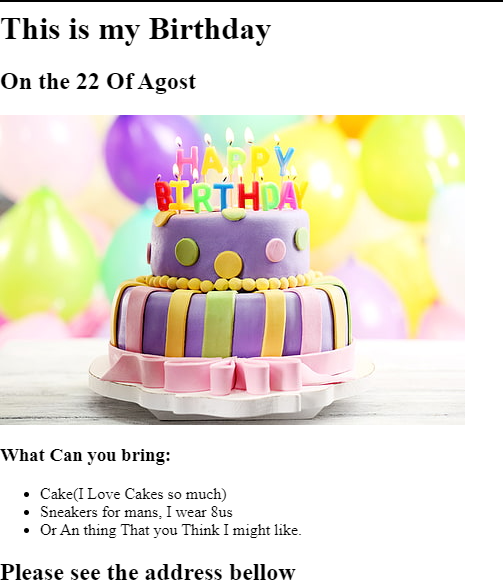 This is my Birthday
On the 22 Of Agost
HAPPY
BIRTHDAY
What Can you bring:
Cake(I Love Cakes so much)
Sneakers for mans, I wear 8us
Or An thing That you Think I might like.
Please see the address bellow